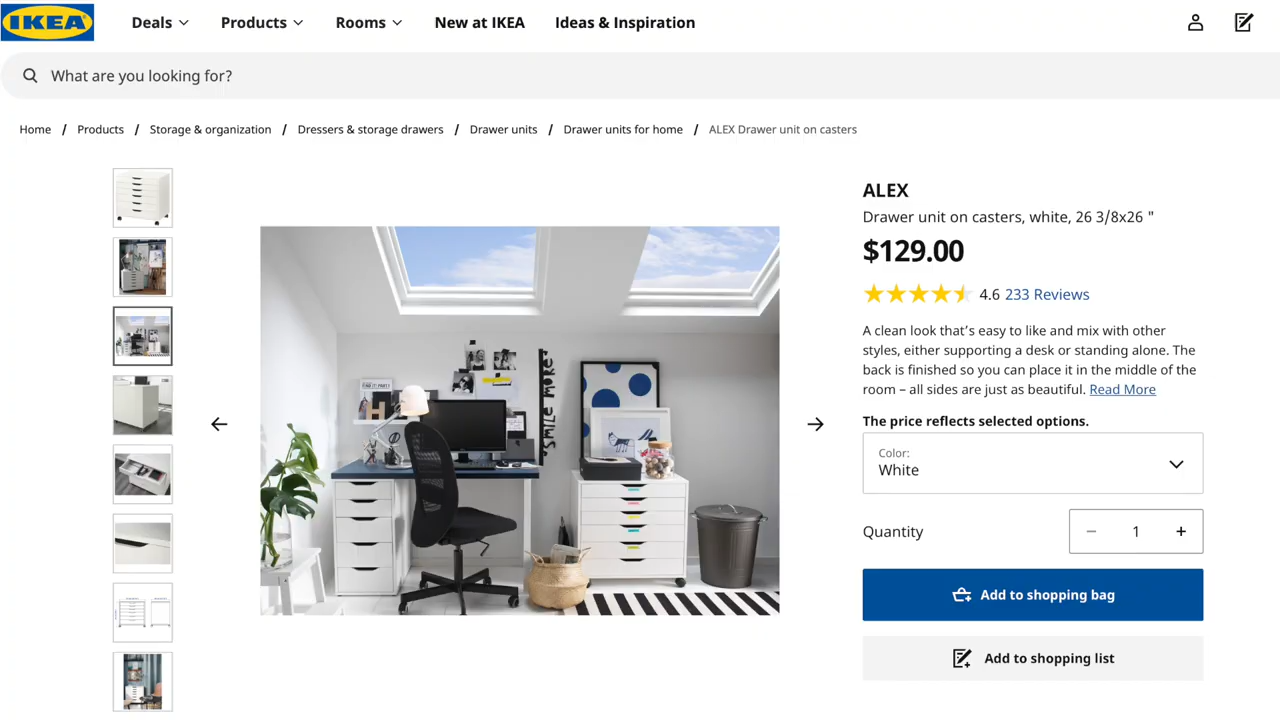 IKEA
Deals
Products
Rooms
New at IKEA
Ideas & Inspiration
What are you looking for?
Home / Products / Storage & organization / Dressers & storage drawers / Drawer units / Drawer units for home / ALEX Drawer unit on casters
ALEX
Drawer unit on casters, white, 26 3/8x26 "
$129.00
4.6 233 Reviews
A clean look that’s easy to like and mix with other
styles, either supporting a desk or standing alone. The
back is finished so you can place it in the middle of the
room – all sides are just as beautiful. Read More
The price reflects selected options.
Color:
White
Quantity
1
Add to shopping bag
Add to shopping list
SMILE MORE
H